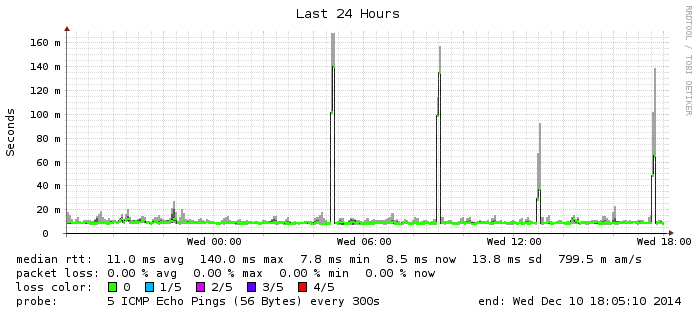 Last 24 Hours
RRDTOOL / TOBI OETIKER
Seconds
160 m
140 m
120 m
100 m
80 m
60 m
40 m
20 m
0
Wed 00:00 Wed 06:00 Wed 12:00 Wed 18:00
median rtt: 11.0 ms avg 140.0 ms max 7.8 ms min 8.5 ms now 13.8 ms sd 799.5 m am/s
packet loss: 0.00 % avg 0.00 % max 0.00 % min 0.00 % now
loss color: 0 1/5 2/5 3/5 4/5
probe: 5 ICMP Echo Pings (56 Bytes) every 300s end: Wed Dec 10 18:05:10 2014